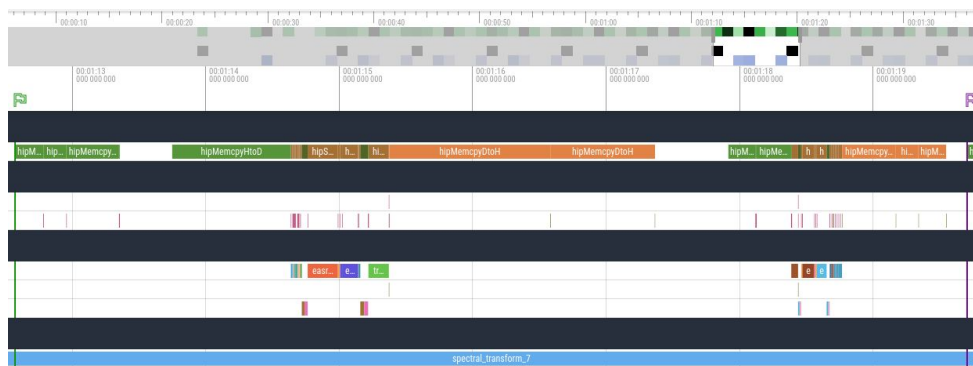 00:00:10 00:00:20 00:00:30 00:00:40 00:00:50 00:01:00 00:01:10 00:01:20 00:01:30
00:01:13 00:01:14 00:01:15 00:01:16 00:01:17 00:01:18 00:01:19
000 000 000 000 000 000 000 000 000 000 000 000 000 000 000 000 000 000 000 000 000
hipM... hip... hipMemcpy... hipMemcpyHtoD hipS... h... hi... hipMemcpyDtoH hipMemcpyDtoH hipM... hipMe... h h hipMemcpy... hi... hipM... h
easr... e... tr... e e
spectral_transform_7